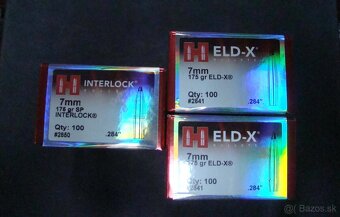 H INTERLOCK®
7mm
175 gr SP
INTERLOCK®
Qty: 100
#2850
.284"
H ELD-X®
7mm
175 gr ELD-X®
Qty: 100
#2841
.284"
H ELD-X®
7mm
175 gr ELD-X®
Qty: 100
#2841
.284"
© Bazos.sk